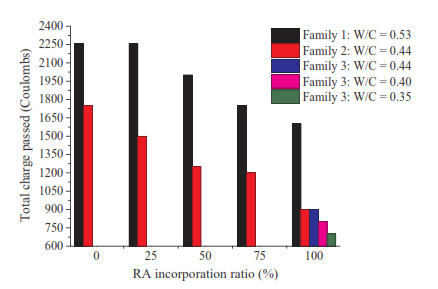 Total charge passed (Coulombs)
2400
2250
2100
1950
1800
1650
1500
1350
1200
1050
900
750
600
Family 1: W/C = 0.53
Family 2: W/C = 0.44
Family 3: W/C = 0.44
Family 3: W/C = 0.40
Family 3: W/C = 0.35
0 25 50 75 100
RA incorporation ratio (%)